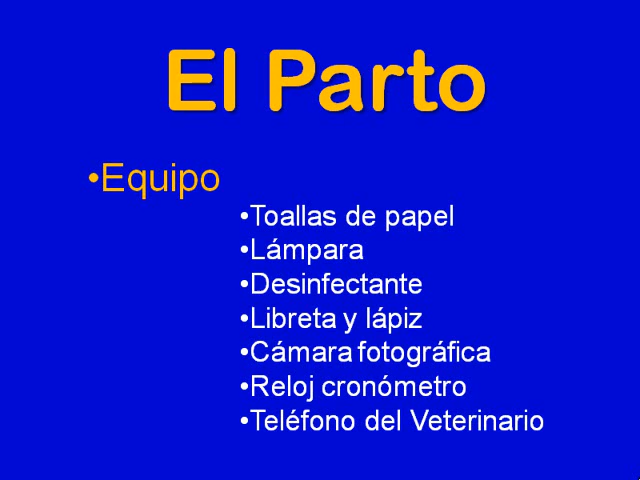 El Parto
•Equipo
•Toallas de papel
•Lámpara
•Desinfectante
•Libreta y lápiz
•Cámara fotográfica
•Reloj cronómetro
•Teléfono del Veterinario